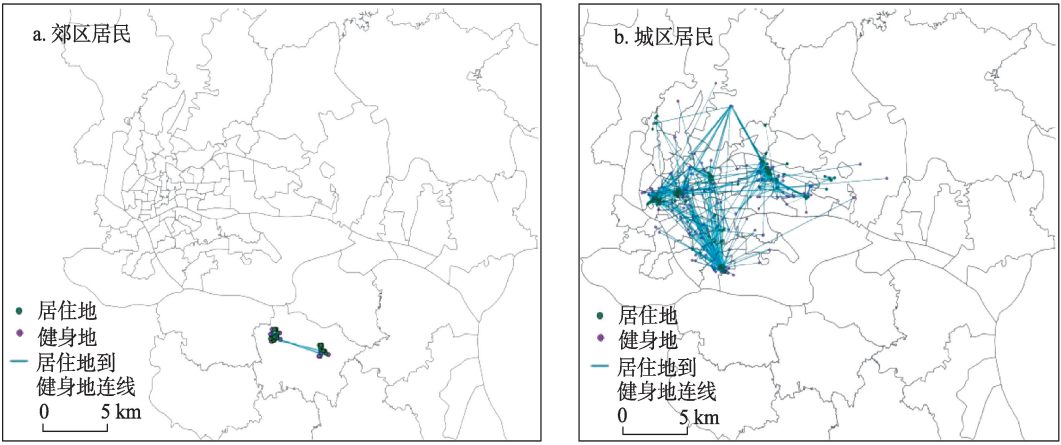 a. 郊区居民
居住地
健身地
居住地到
健身地连线
0 5 km
b. 城区居民
居住地
健身地
居住地到
健身地连线
0 5 km